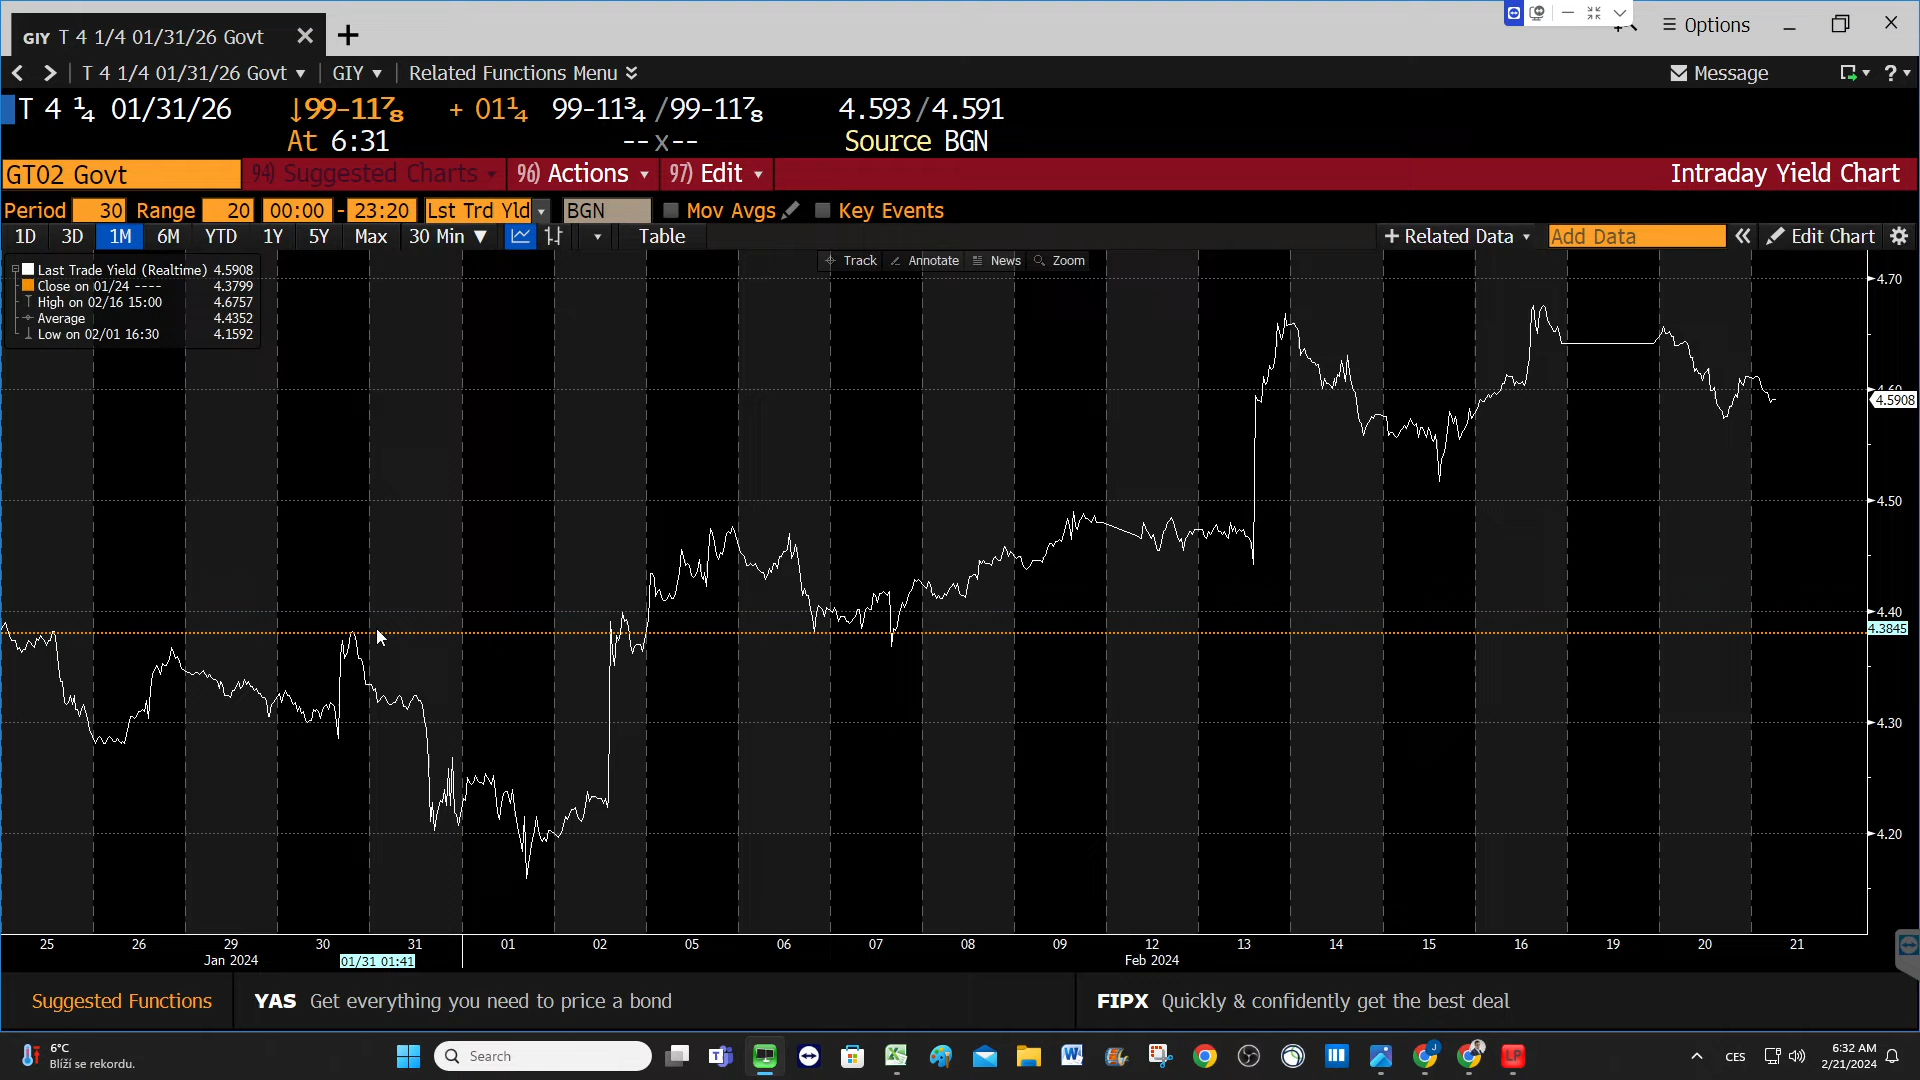 GIY T 4 1/4 01/31/26 Govt
Options
T 4 1/4 01/31/26 Govt GIY Related Functions Menu Message ?
T 4 ¼ 01/31/26 ↓99-11⅞ + 01¼ 99-11¾ /99-11⅞ 4.593/4.591
At 6:31 --x-- Source BGN
GT02 Govt 94) Suggested Charts 96) Actions 97) Edit Intraday Yield Chart
Period 30 Range 20 00:00 - 23:20 Lst Trd Yld BGN Mov Avgs Key Events
1D 3D 1M 6M YTD 1Y 5Y Max 30 Min ▼ Table + Related Data Add Data « Edit Chart
Track Annotate News Zoom
Last Trade Yield (Realtime) 4.5908
Close on 01/24 ---- 4.3799
High on 02/16 15:00 4.6757
Average 4.4352
Low on 02/01 16:30 4.1592
4.70
4.60
4.5908
4.50
4.40
4.3845
4.30
4.20
25 26 29 30 31 01 02 05 06 07 08 09 12 13 14 15 16 19 20 21
Jan 2024 01/31 01:41 Feb 2024
Suggested Functions YAS Get everything you need to price a bond FIPX Quickly & confidently get the best deal
6°C
Blíží se rekordu.
Search
CES
6:32 AM
2/21/2024